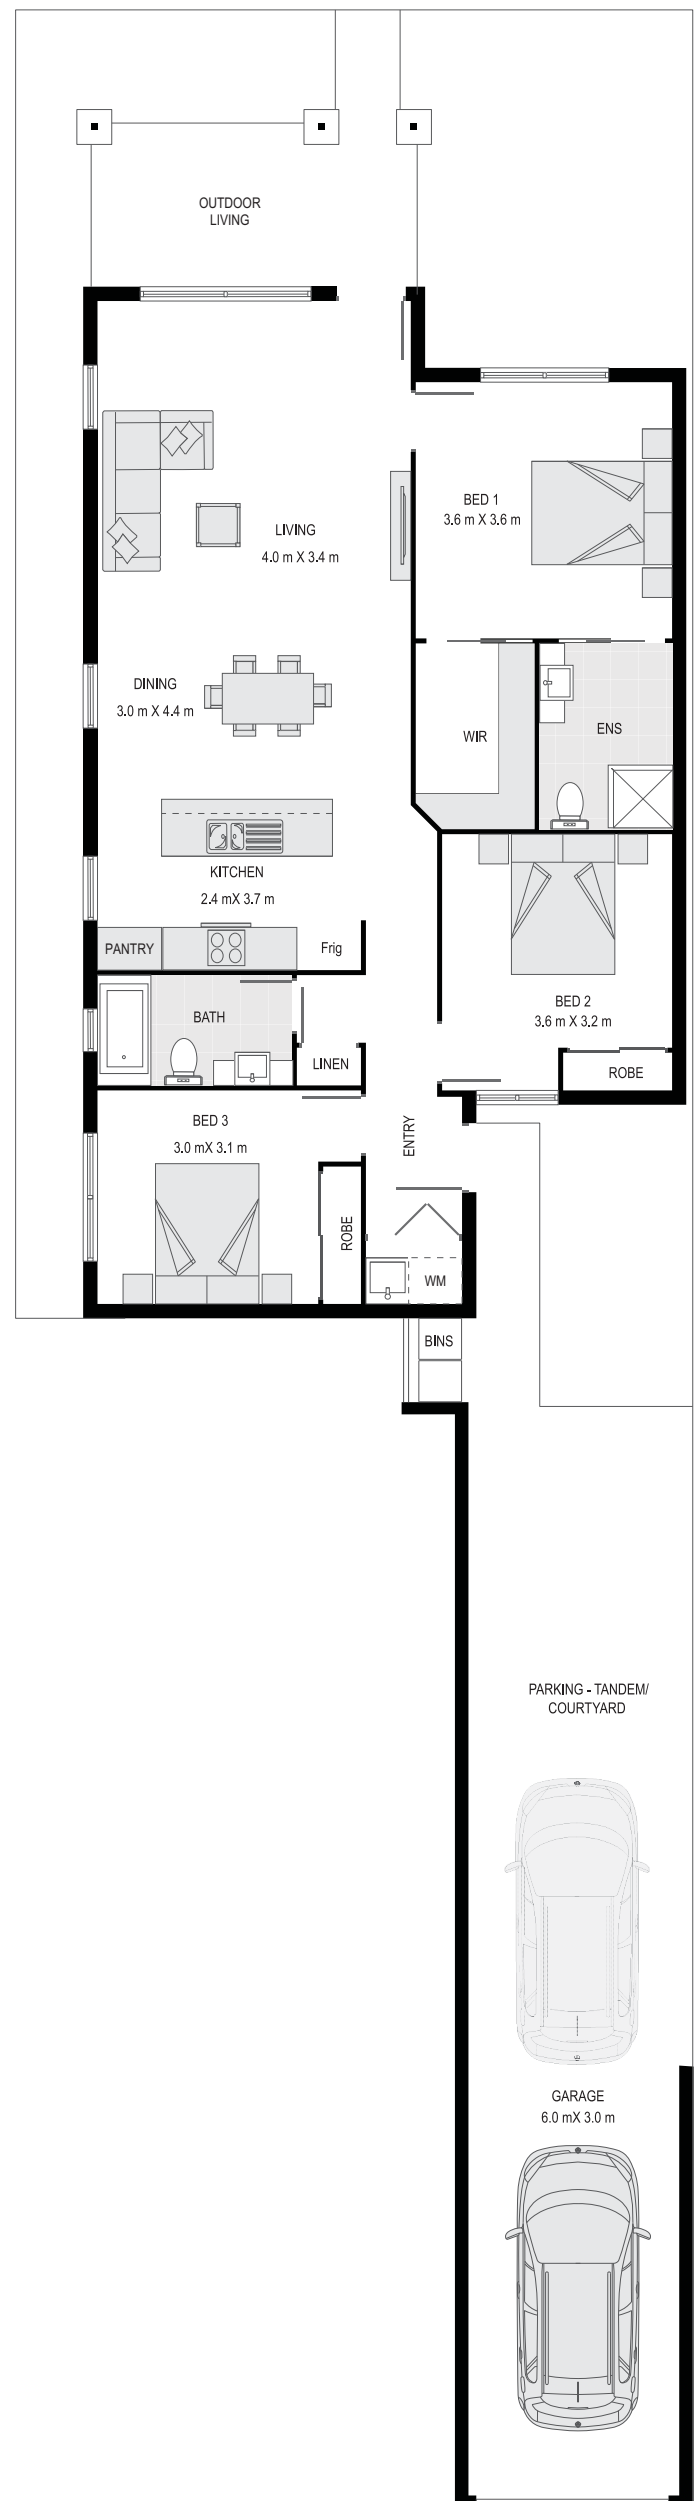 OUTDOOR
LIVING
BED 1
3.6 m X 3.6 m
LIVING
4.0 m X 3.4 m
DINING
3.0 m X 4.4 m
WIR
ENS
KITCHEN
2.4 mX 3.7 m
PANTRY
Frig
BATH
BED 2
3.6 m X 3.2 m
LINEN
ROBE
BED 3
3.0 mX 3.1 m
ENTRY
ROBE
WM
BINS
PARKING - TANDEM/
COURTYARD
GARAGE
6.0 mX 3.0 m